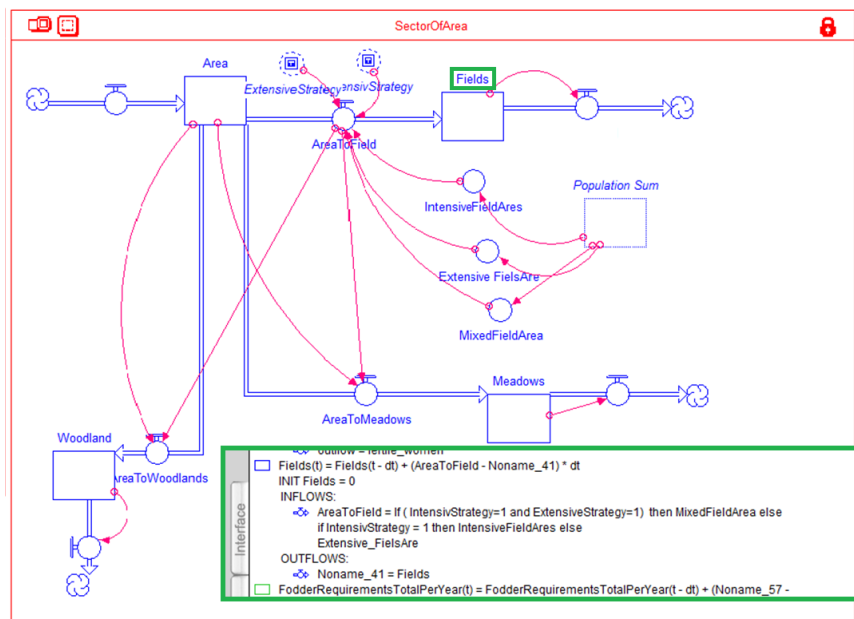 SectorOfArea
Area
ExtensiveStrategy
ensivStrategy
Fields
AreaToField
IntensiveFieldAres
Population Sum
Extensive FielsAre
MixedFieldArea
AreaToMeadows
Meadows
Woodland
AreaToWoodlands
outflow = fertile_women
Fields(t) = Fields(t - dt) + (AreaToField - Noname_41) * dt
INIT Fields = 0
INFLOWS:
AreaToField = If ( IntensivStrategy=1 and ExtensiveStrategy=1) then MixedFieldArea else
if IntensivStrategy = 1 then IntensiveFieldAres else
Extensive_FielsAre
OUTFLOWS:
Noname_41 = Fields
FodderRequirementsTotalPerYear(t) = FodderRequirementsTotalPerYear(t - dt) + (Noname_57 -
Interface